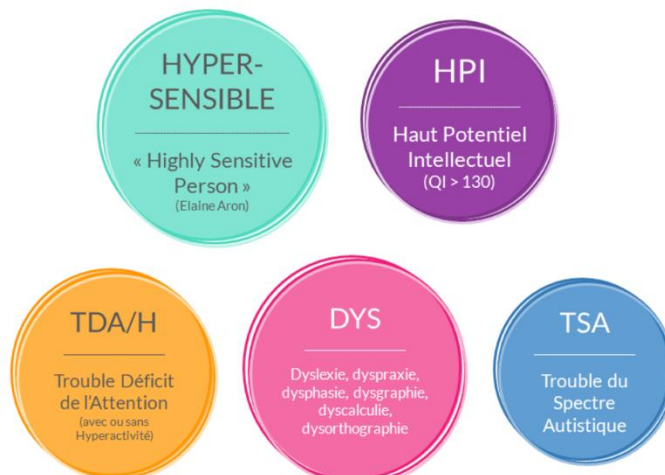 HYPER-
SENSIBLE
« Highly Sensitive
Person »
(Elaine Aron)
HPI
Haut Potentiel
Intellectuel
(QI > 130)
TDA/H
Trouble Déficit
de l'Attention
(avec ou sans
Hyperactivité)
DYS
Dyslexie, dyspraxie,
dysphasie, dysgraphie,
dyscalculie,
dysorthographie
TSA
Trouble du
Spectre
Autistique